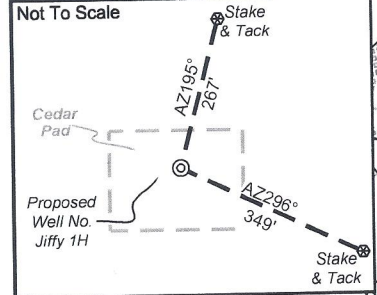 Not To Scale
Stake
& Tack
AZ195°
267'
Cedar
Pad
Proposed
Well No.
Jiffy 1H
AZ296°
349'
Stake
& Tack